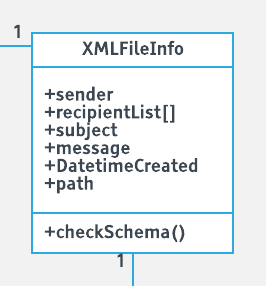 1
XMLFileInfo
+sender
+recipientList[]
+subject
+message
+DatetimeCreated
+path
+checkSchema()
1